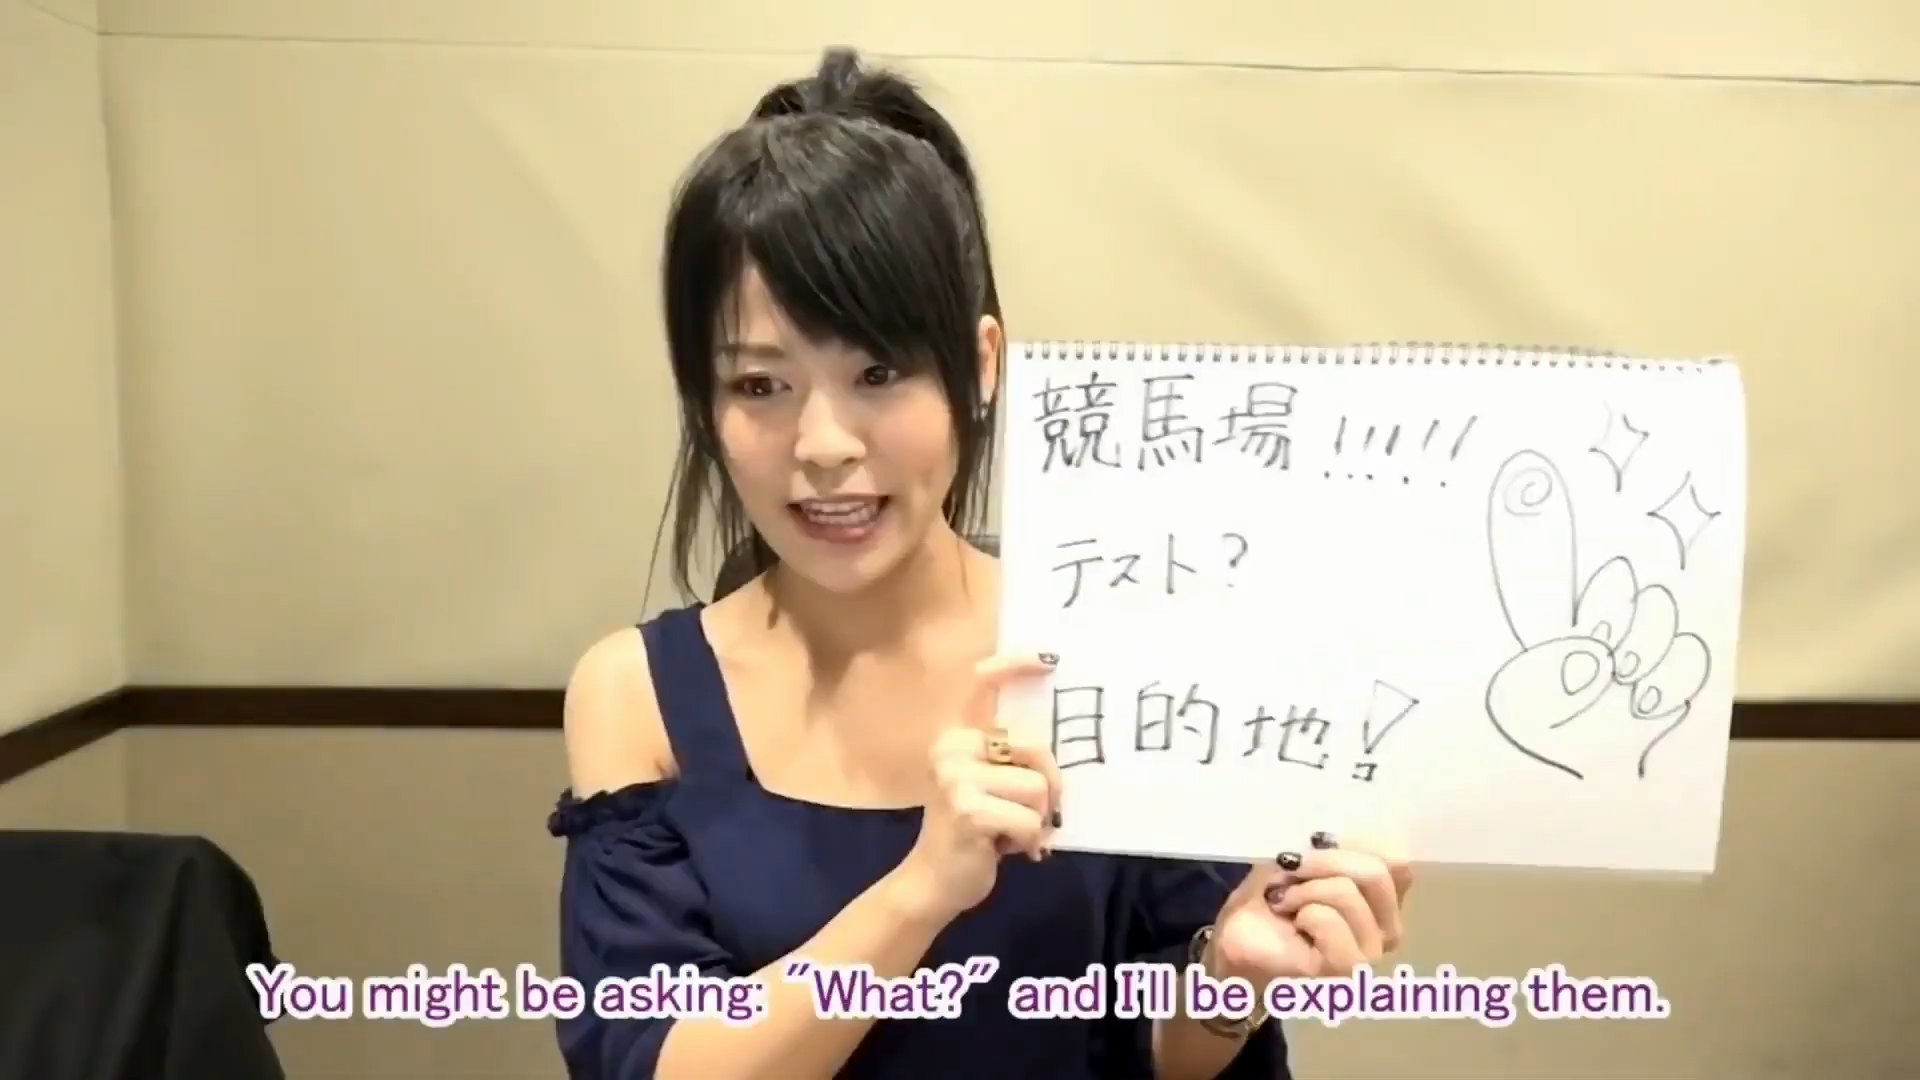 競馬場!!!!!
テスト?
目的地!
You might be asking: "What?" and I'll be explaining them.